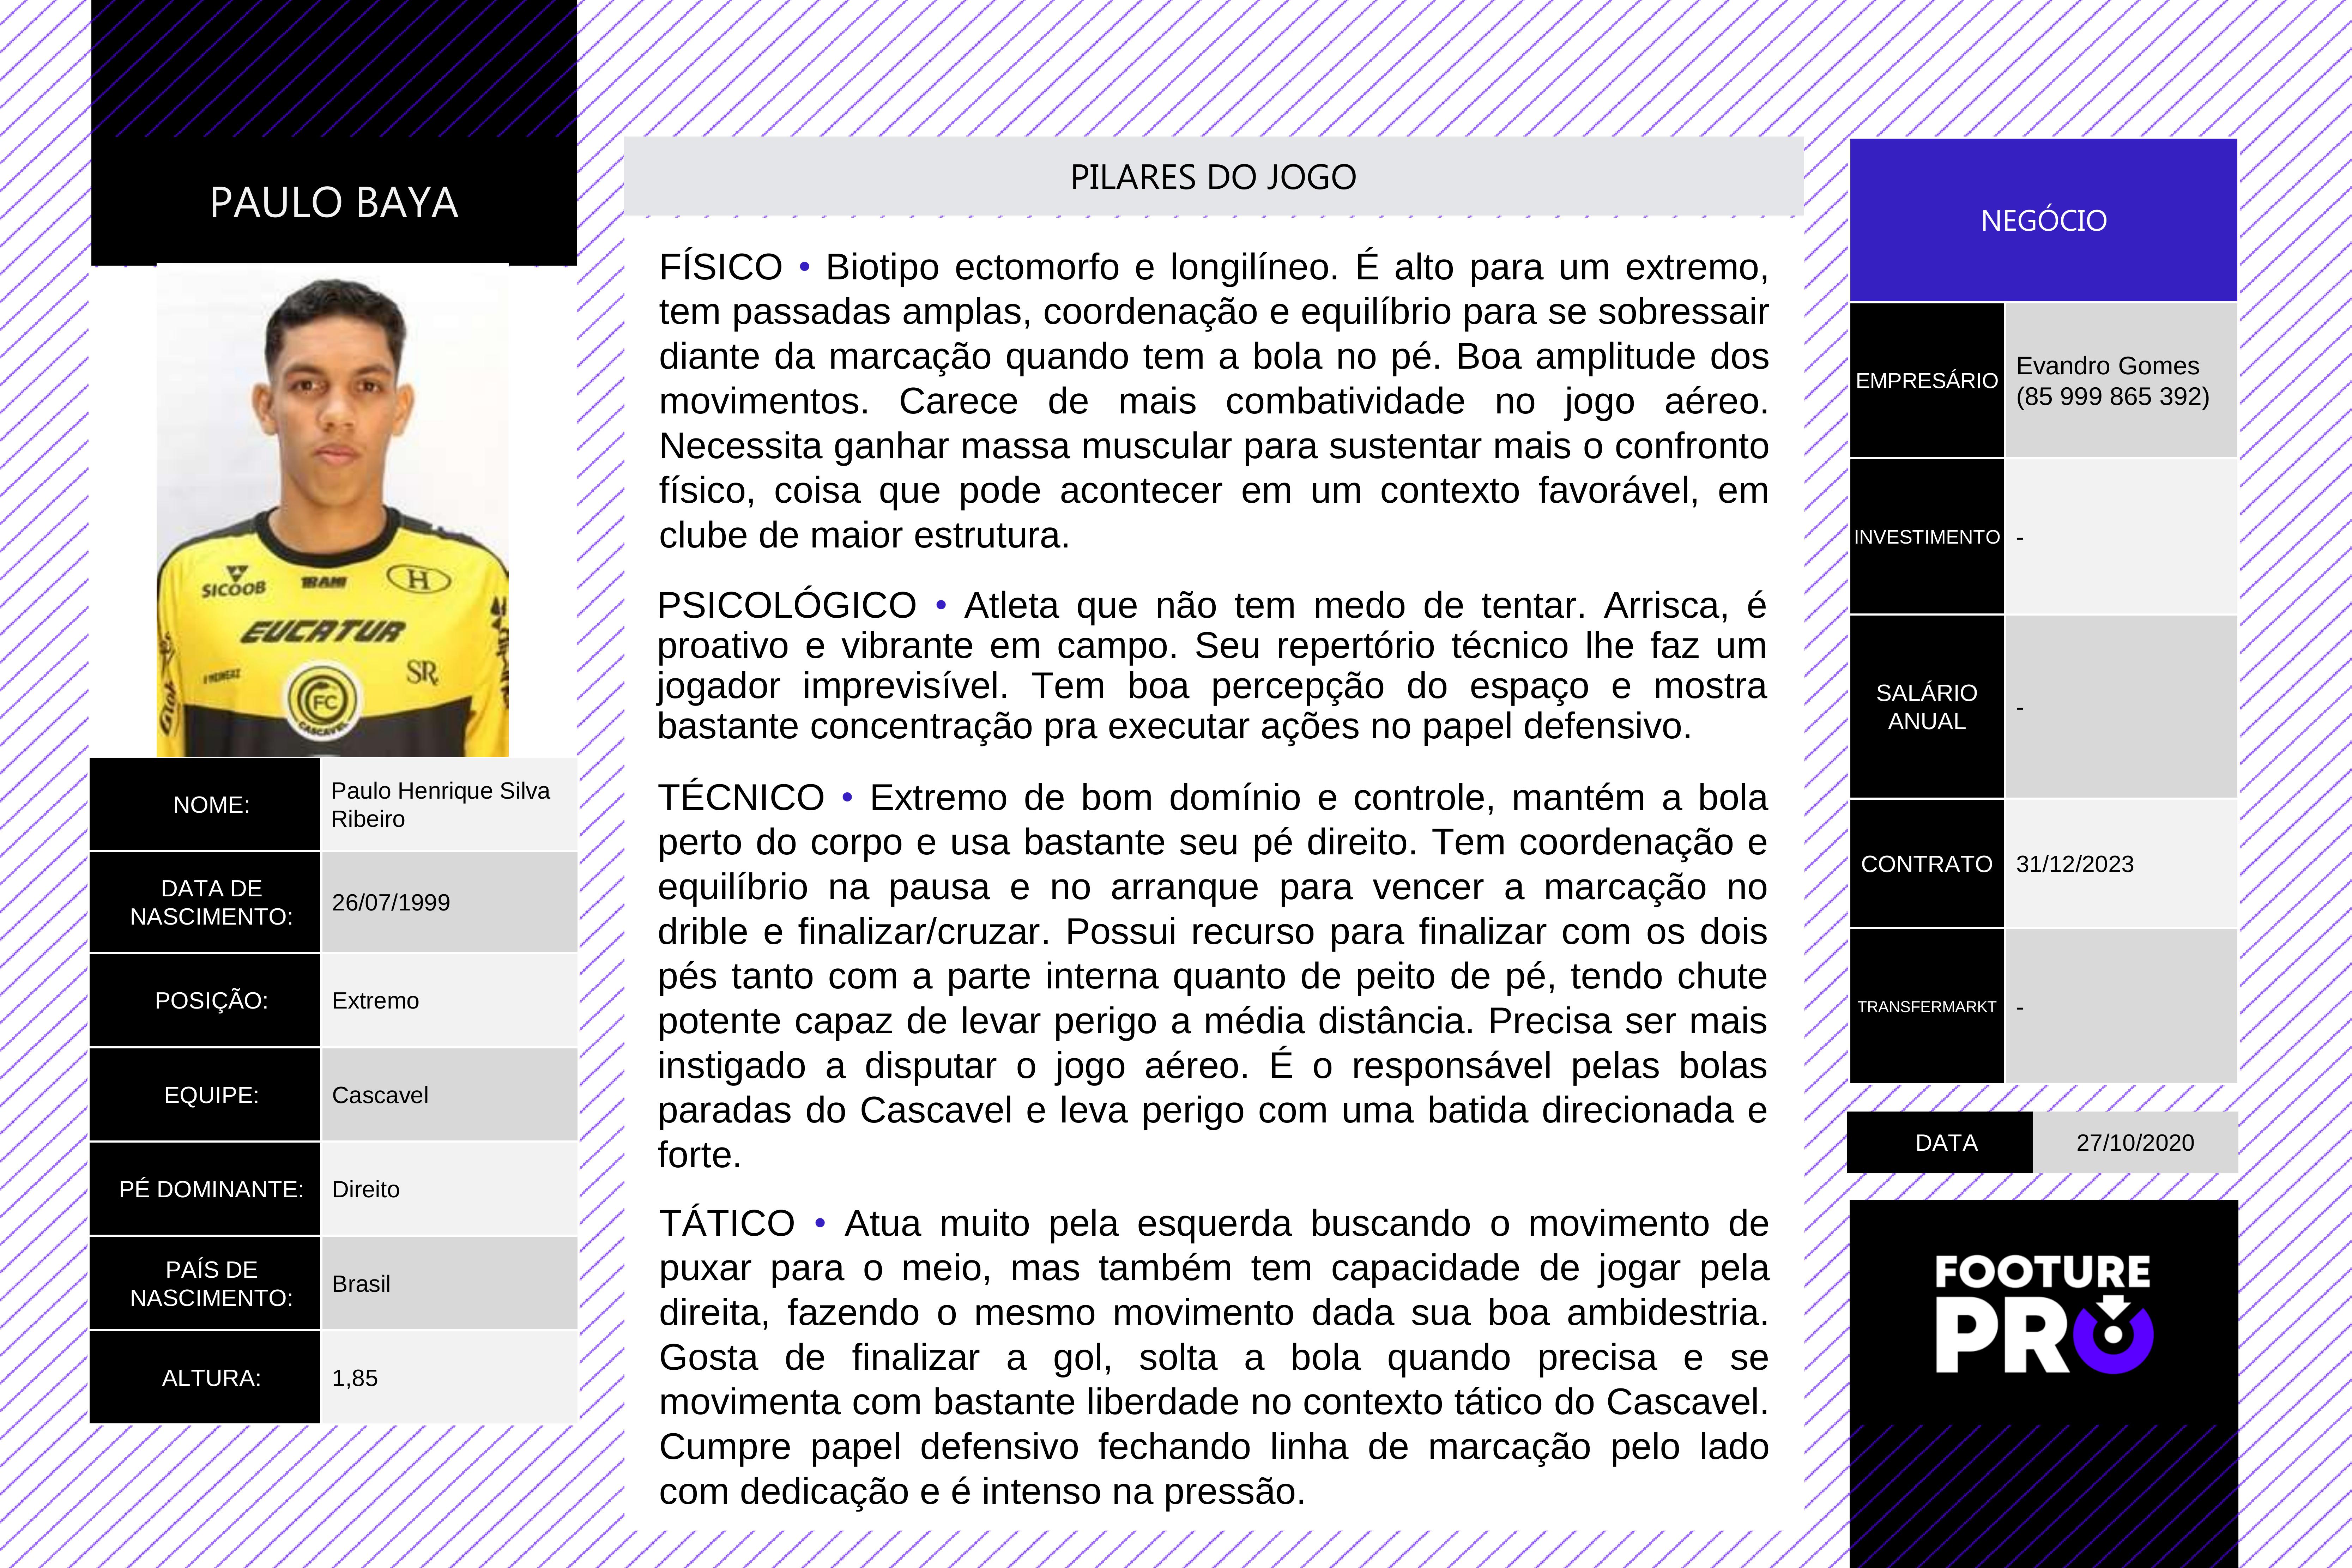 PAULO BAYA
SICOOB
EUCATUR
SR
H
FC
CASCAVEL
NOME:
Paulo Henrique Silva
Ribeiro
DATA DE
NASCIMENTO:
26/07/1999
POSIÇÃO:
Extremo
EQUIPE:
Cascavel
PÉ DOMINANTE:
Direito
PAÍS DE
NASCIMENTO:
Brasil
ALTURA:
1,85
PILARES DO JOGO
FÍSICO • Biotipo ectomorfo e longilíneo. É alto para um extremo,
tem passadas amplas, coordenação e equilíbrio para se sobressair
diante da marcação quando tem a bola no pé. Boa amplitude dos
movimentos. Carece de mais combatividade no jogo aéreo.
Necessita ganhar massa muscular para sustentar mais o confronto
físico, coisa que pode acontecer em um contexto favorável, em
clube de maior estrutura.
PSICOLÓGICO • Atleta que não tem medo de tentar. Arrisca, é
proativo e vibrante em campo. Seu repertório técnico lhe faz um
jogador imprevisível. Tem boa percepção do espaço e mostra
bastante concentração pra executar ações no papel defensivo.
TÉCNICO • Extremo de bom domínio e controle, mantém a bola
perto do corpo e usa bastante seu pé direito. Tem coordenação e
equilíbrio na pausa e no arranque para vencer a marcação no
drible e finalizar/cruzar. Possui recurso para finalizar com os dois
pés tanto com a parte interna quanto de peito de pé, tendo chute
potente capaz de levar perigo a média distância. Precisa ser mais
instigado a disputar o jogo aéreo. É o responsável pelas bolas
paradas do Cascavel e leva perigo com uma batida direcionada e
forte.
TÁTICO • Atua muito pela esquerda buscando o movimento de
puxar para o meio, mas também tem capacidade de jogar pela
direita, fazendo o mesmo movimento dada sua boa ambidestria.
Gosta de finalizar a gol, solta a bola quando precisa e se
movimenta com bastante liberdade no contexto tático do Cascavel.
Cumpre papel defensivo fechando linha de marcação pelo lado
com dedicação e é intenso na pressão.
NEGÓCIO
EMPRESÁRIO
Evandro Gomes
(85 999 865 392)
INVESTIMENTO
-
SALÁRIO
ANUAL
-
CONTRATO
31/12/2023
TRANSFERMARKT
-
DATA
27/10/2020
FOOTURE
PRO